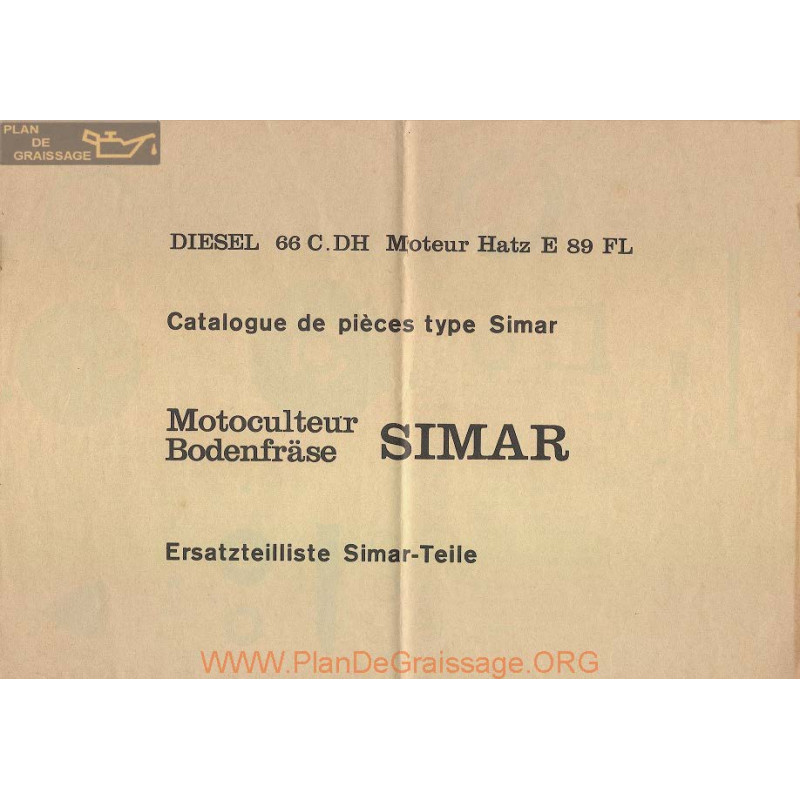 PLAN
DE
GRAISSAGE
DIESEL 66 C.DH Moteur Hatz E 89 FL
Catalogue de pièces type Simar
Motoculteur
Bodenfräse
SIMAR
Ersatzteilliste Simar-Teile
WWW.PlanDeGraissage.ORG